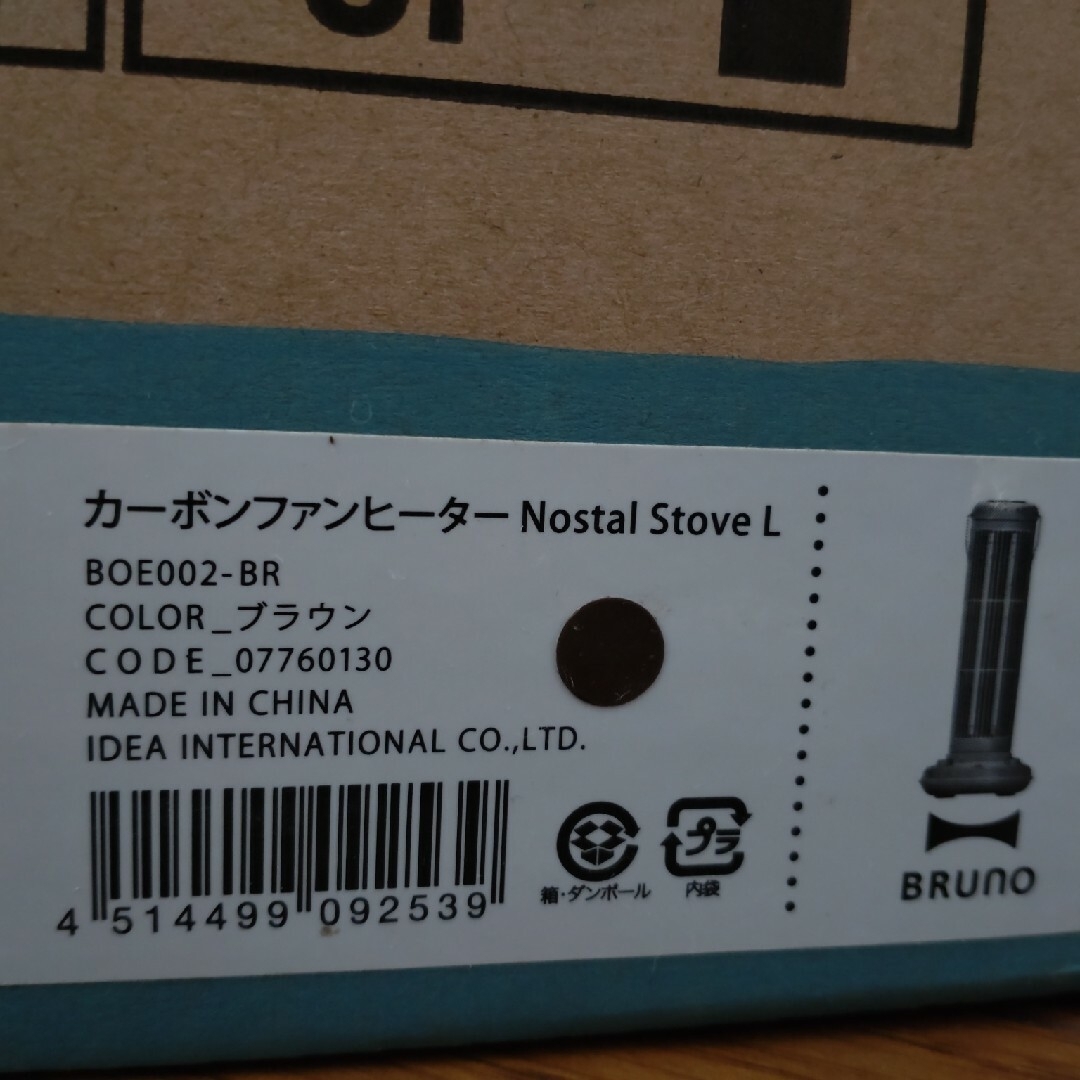 カーボンファンヒーター Nostal Stove L
BOE002-BR
COLOR_ブラウン
CODE_07760130
MADE IN CHINA
IDEA INTERNATIONAL CO.,LTD.
4 514499 092539
箱・ダンボール
プラ
内袋
BRUNO